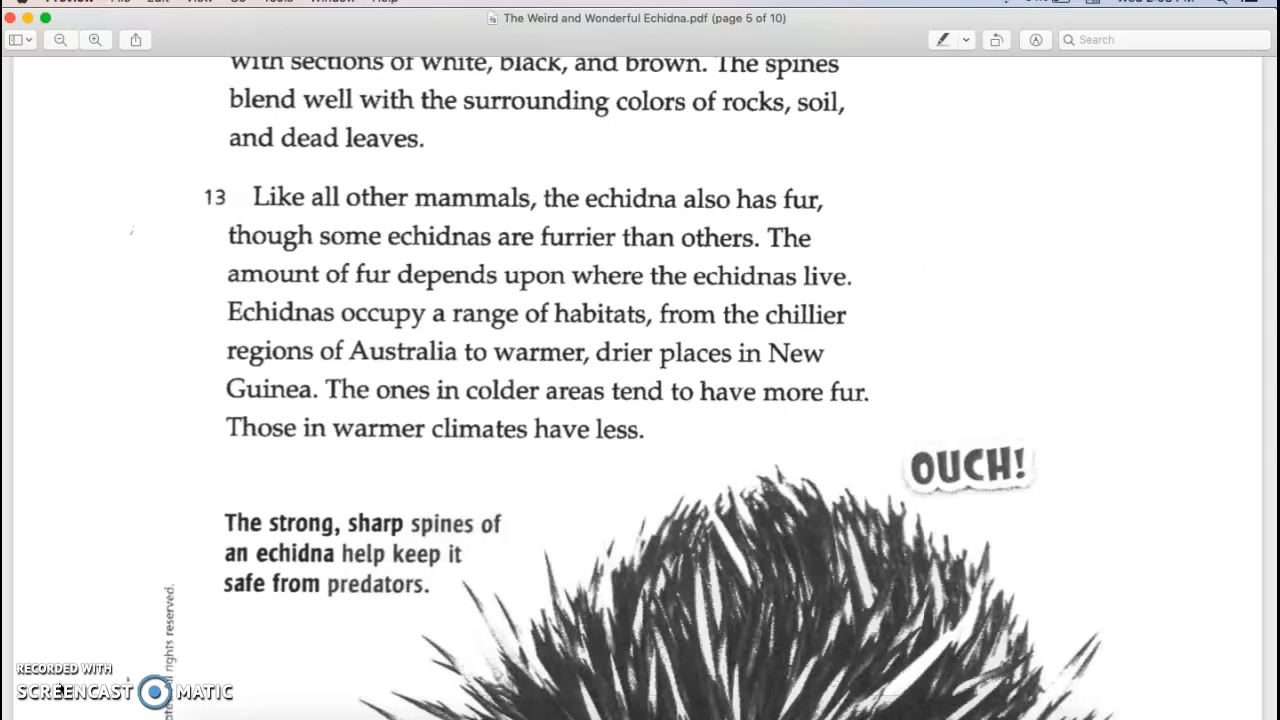 The Weird and Wonderful Echidna.pdf (page 5 of 10)
Search
with sections of white, black, and brown. The spines
blend well with the surrounding colors of rocks, soil,
and dead leaves.
13 Like all other mammals, the echidna also has fur,
though some echidnas are furrier than others. The
amount of fur depends upon where the echidnas live.
Echidnas occupy a range of habitats, from the chillier
regions of Australia to warmer, drier places in New
Guinea. The ones in colder areas tend to have more fur.
Those in warmer climates have less.
OUCH!
The strong, sharp spines of
an echidna help keep it
safe from predators.
rights reserved.
RECORDED WITH
SCREENCAST MATIC